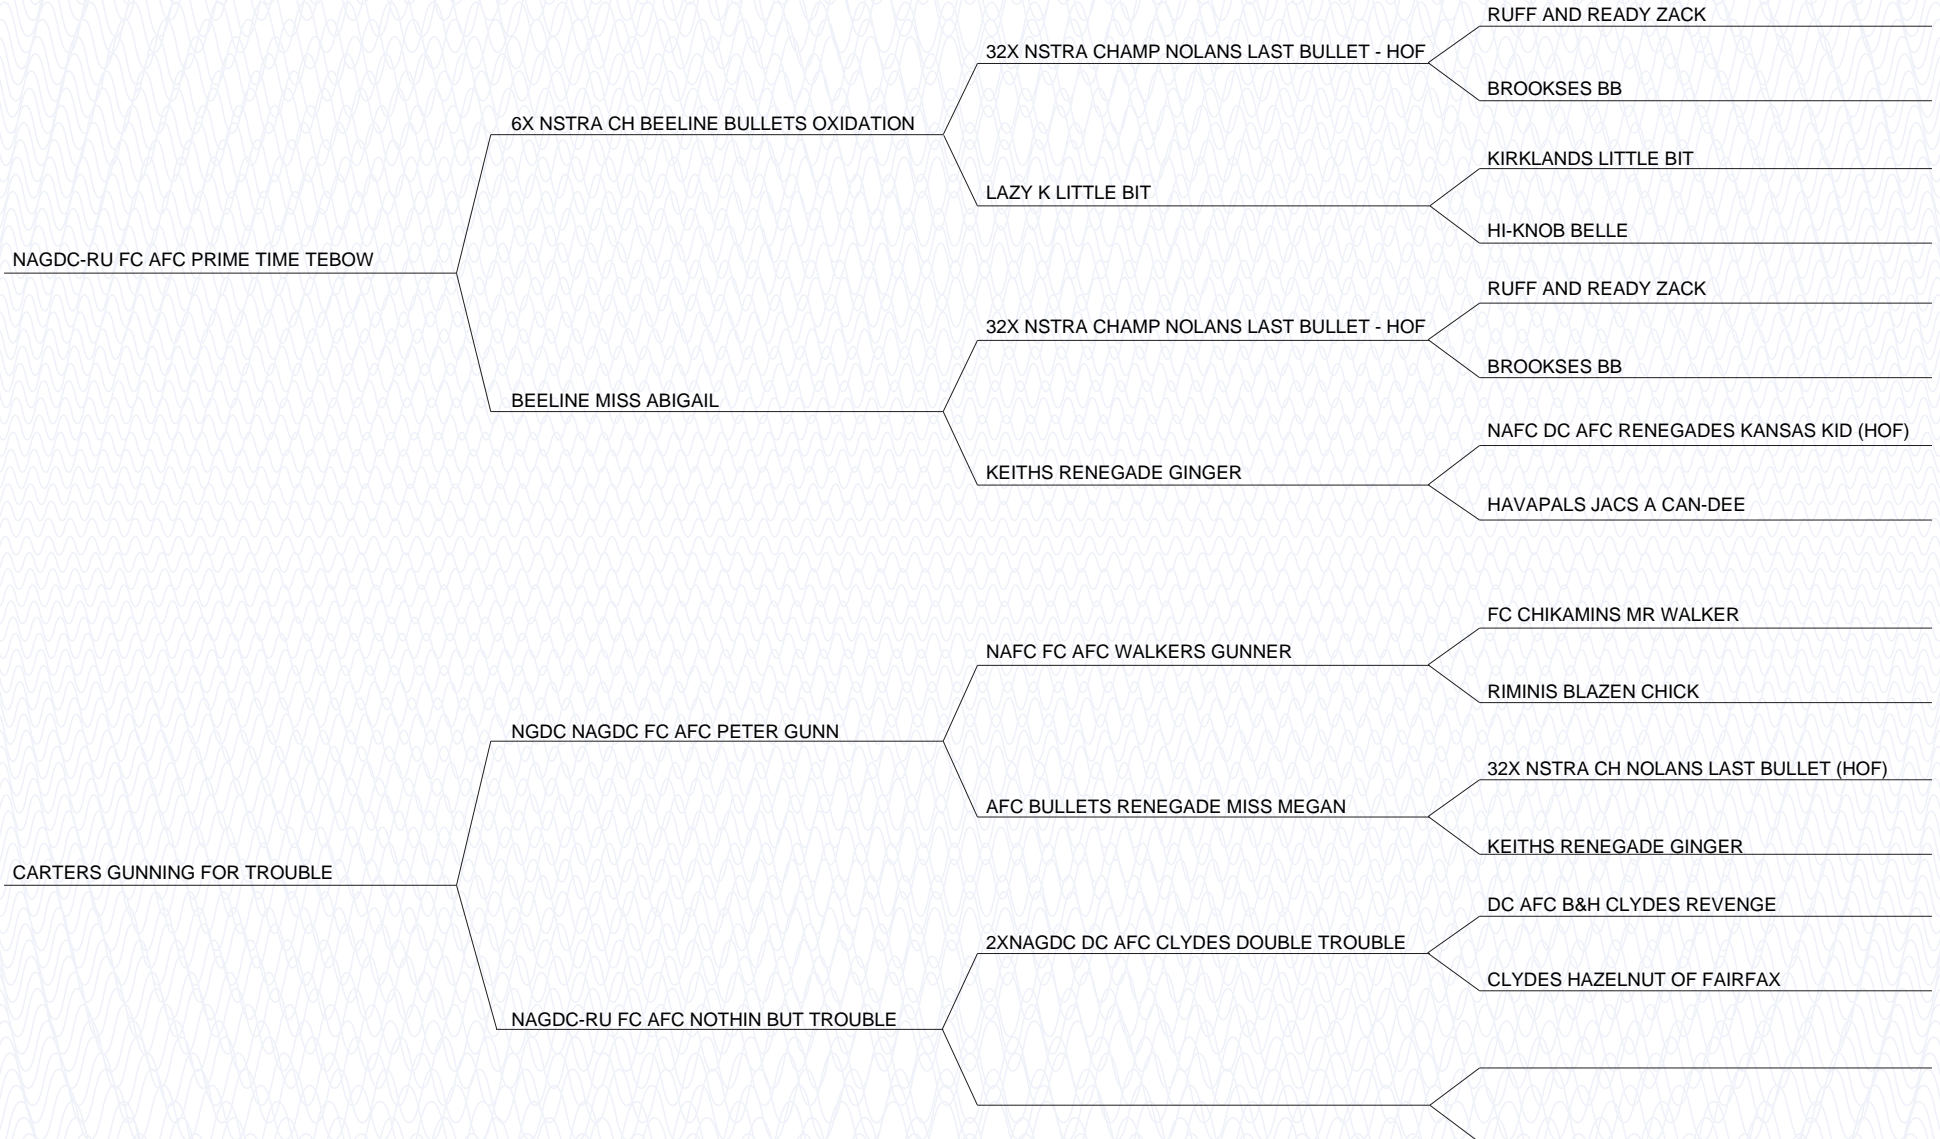 RUFF AND READY ZACK
32X NSTRA CHAMP NOLANS LAST BULLET - HOF
BROOKSES BB
6X NSTRA CH BEELINE BULLETS OXIDATION
KIRKLANDS LITTLE BIT
LAZY K LITTLE BIT
HI-KNOB BELLE
NAGDC-RU FC AFC PRIME TIME TEBOW
RUFF AND READY ZACK
32X NSTRA CHAMP NOLANS LAST BULLET - HOF
BROOKSES BB
BEELINE MISS ABIGAIL
NAFC DC AFC RENEGADES KANSAS KID (HOF)
KEITHS RENEGADE GINGER
HAVAPALS JACS A CAN-DEE
FC CHIKAMINS MR WALKER
NAFC FC AFC WALKERS GUNNER
RIMINIS BLAZEN CHICK
NGDC NAGDC FC AFC PETER GUNN
32X NSTRA CH NOLANS LAST BULLET (HOF)
AFC BULLETS RENEGADE MISS MEGAN
KEITHS RENEGADE GINGER
CARTERS GUNNING FOR TROUBLE
DC AFC B&H CLYDES REVENGE
2XNAGDC DC AFC CLYDES DOUBLE TROUBLE
CLYDES HAZELNUT OF FAIRFAX
NAGDC-RU FC AFC NOTHIN BUT TROUBLE